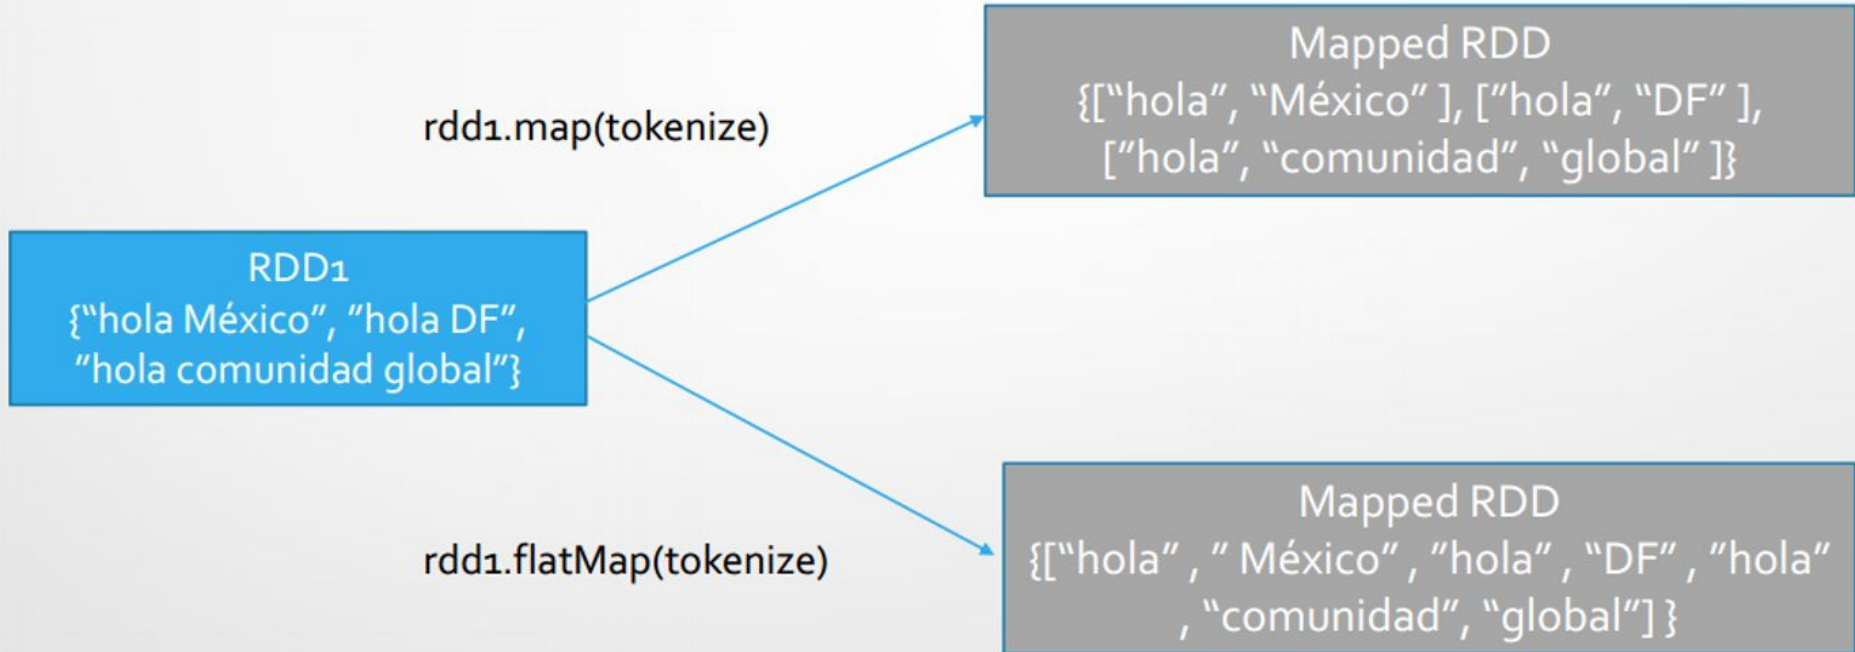 Mapped RDD
{["hola", "México" ], ["hola", "DF" ],
["hola", "comunidad", "global" ]}
rdd1.map(tokenize)
RDD1
{"hola México", "hola DF",
"hola comunidad global"}
Mapped RDD
{["hola" , " México" , "hola" , "DF" , "hola"
, "comunidad", "global"] }
rdd1.flatMap(tokenize)